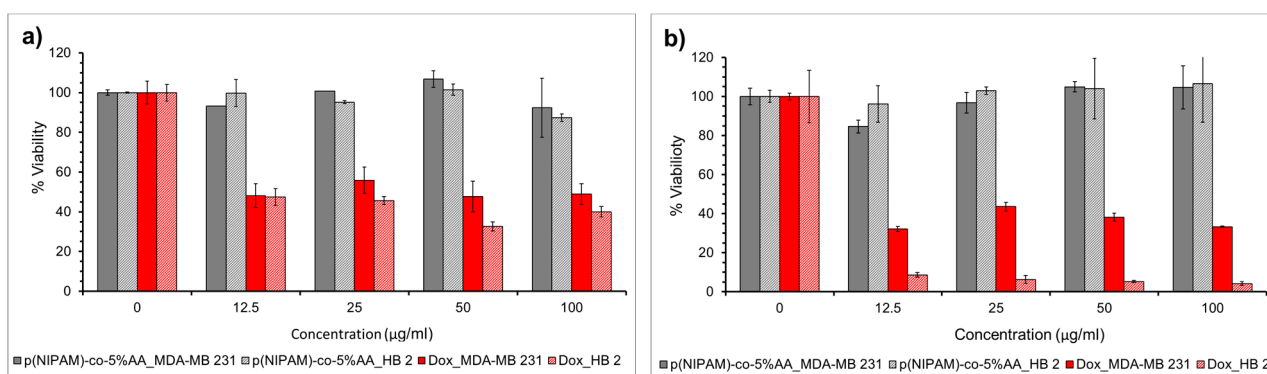 a)
120
100
80
60
40
20
0
% Viability
0 12.5 25 50 100
Concentration (µg/ml)
p(NIPAM)-co-5%AA_MDA-MB 231 p(NIPAM)-co-5%AA_HB 2 Dox_MDA-MB 231 Dox_HB 2
b)
120
100
80
60
40
20
0
% Viabilioty
0 12.5 25 50 100
Concentration (µg/ml)
p(NIPAM)-co-5%AA_MDA-MB 231 p(NIPAM)-co-5%AA_HB 2 Dox_MDA-MB 231 Dox_HB 2